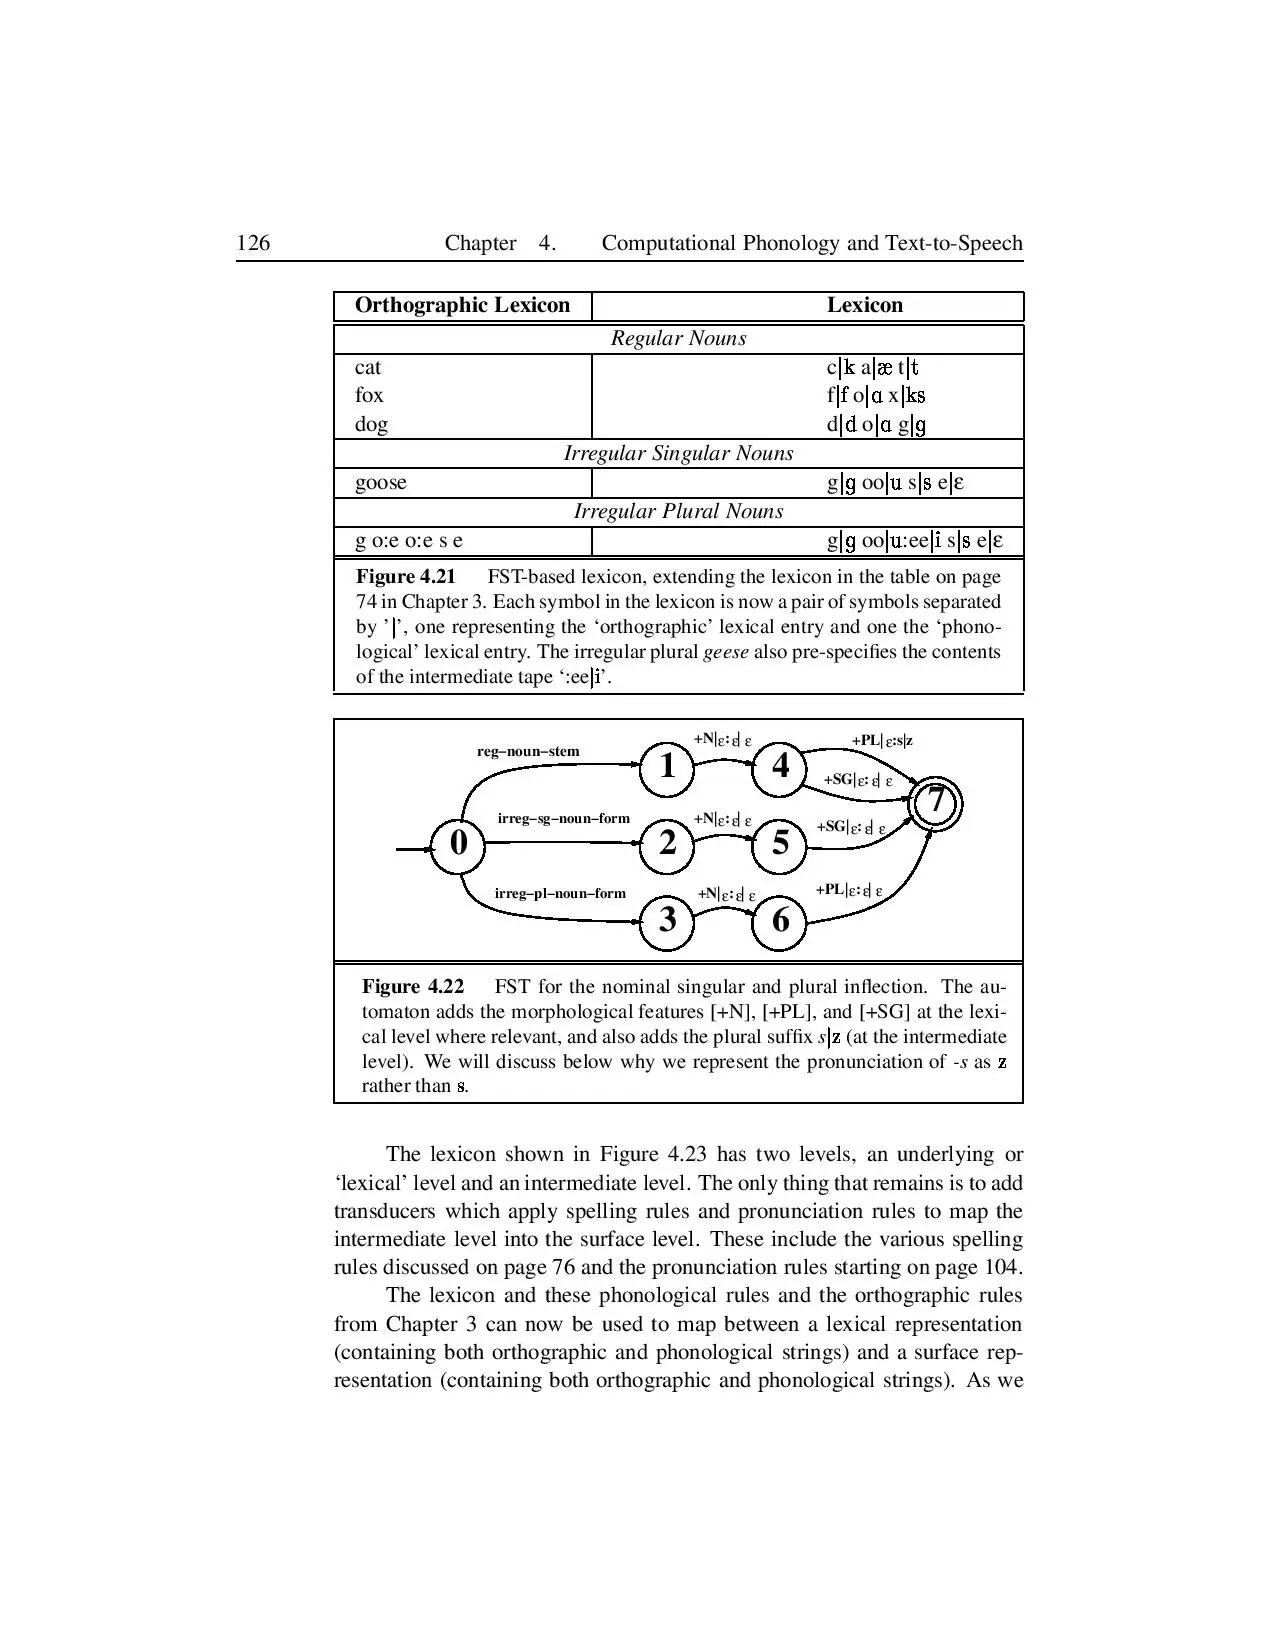 126 Chapter 4. Computational Phonology and Text-to-Speech
Orthographic Lexicon Lexicon
Regular Nouns
cat c|k a|æ t|t
fox f|f o|ɑ x|ks
dog d|d o|ɑ g|g
Irregular Singular Nouns
goose g|g oo|u s|s e|ε
Irregular Plural Nouns
g o:e o:e s e g|g oo|u:ee|i s|s e|ε
Figure 4.21 FST-based lexicon, extending the lexicon in the table on page
74 in Chapter 3. Each symbol in the lexicon is now a pair of symbols separated
by ’|’, one representing the ‘orthographic’ lexical entry and one the ‘phono-
logical’ lexical entry. The irregular plural geese also pre-specifies the contents
of the intermediate tape ‘:ee|i’.
reg−noun−stem
+N|ε:ε|ε
+PL|ε:s|z
1
4
+SG|ε:ε|ε
7
irreg−sg−noun−form
+N|ε:ε|ε
+SG|ε:ε|ε
0
2
5
irreg−pl−noun−form
+N|ε:ε|ε
+PL|ε:ε|ε
3
6
Figure 4.22 FST for the nominal singular and plural inflection. The au-
tomaton adds the morphological features [+N], [+PL], and [+SG] at the lexi-
cal level where relevant, and also adds the plural suffix s|z (at the intermediate
level). We will discuss below why we represent the pronunciation of -s as z
rather than s.
The lexicon shown in Figure 4.23 has two levels, an underlying or
‘lexical’ level and an intermediate level. The only thing that remains is to add
transducers which apply spelling rules and pronunciation rules to map the
intermediate level into the surface level. These include the various spelling
rules discussed on page 76 and the pronunciation rules starting on page 104.
The lexicon and these phonological rules and the orthographic rules
from Chapter 3 can now be used to map between a lexical representation
(containing both orthographic and phonological strings) and a surface rep-
resentation (containing both orthographic and phonological strings). As we